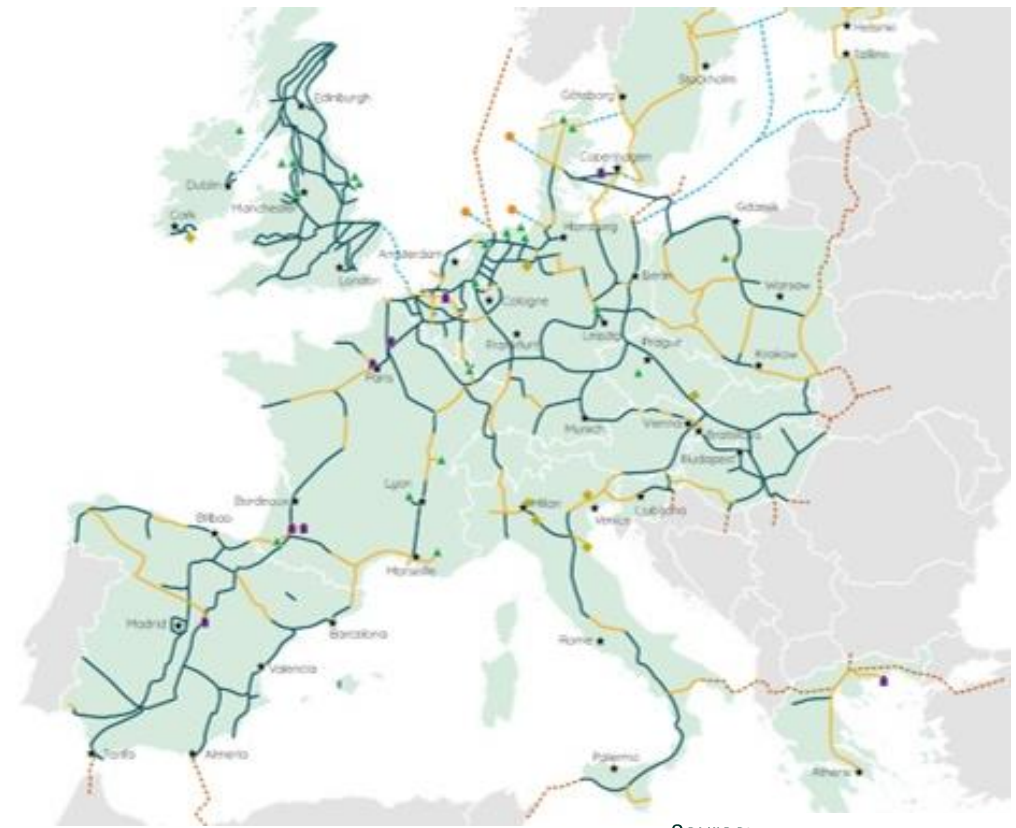 Helsinki
Tallinn
Stockholm
Göteborg
Edinburgh
Copenhagen
Dublin
Manchester
Cork
Gdansk
Hamburg
Amsterdam
London
Berlin
Warsaw
Cologne
Leipzig
Frankfurt
Prague
Krakow
Paris
Munich
Vienna
Bratislava
Budapest
Lyon
Bordeaux
Milan
Venice
Ljubljana
Bilbao
Marseille
Madrid
Barcelona
Rome
Valencia
Tarifa
Almeria
Palermo
Athens